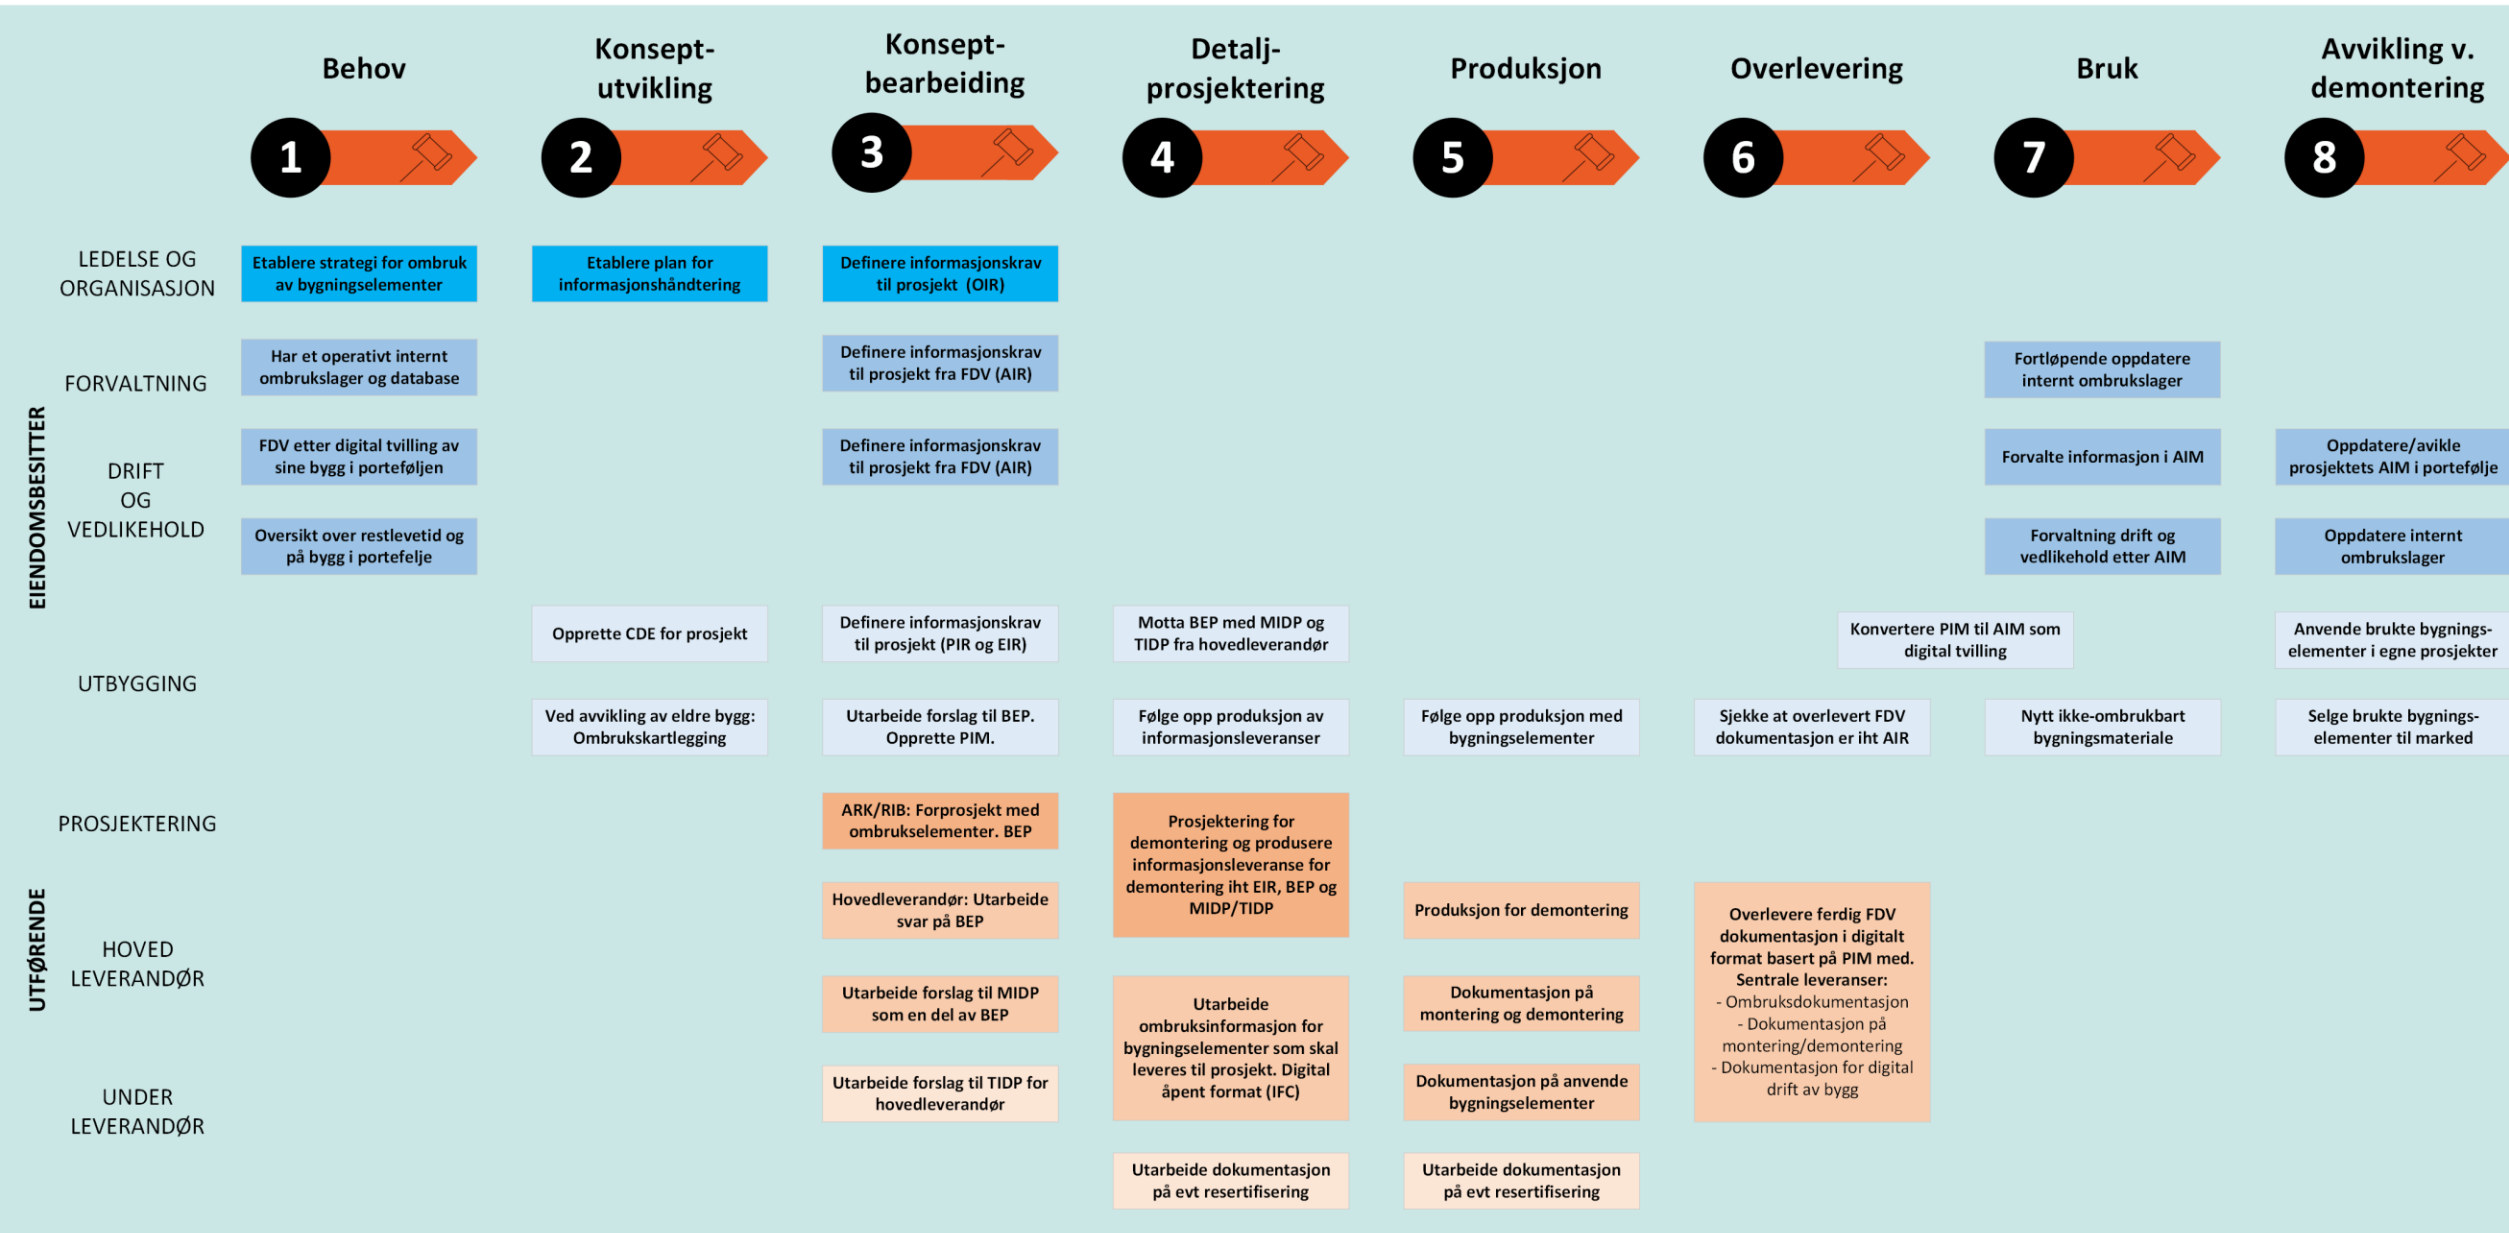 Behov
Konsept-
utvikling
Konsept-
bearbeiding
Detalj-
prosjektering
Produksjon
Overlevering
Bruk
Avvikling v.
demontering
1
2
3
4
5
6
7
8
EIENDOMSBESITTER
LEDELSE OG
ORGANISASJON
Etablere strategi for ombruk
av bygningselementer
Etablere plan for
informasjonshåndtering
Definere informasjonskrav
til prosjekt (OIR)
FORVALTNING
Har et operativt internt
ombrukslager og database
Definere informasjonskrav
til prosjekt fra FDV (AIR)
Fortløpende oppdatere
internt ombrukslager
DRIFT
OG
VEDLIKEHOLD
FDV etter digital tvilling av
sine bygg i porteføljen
Definere informasjonskrav
til prosjekt fra FDV (AIR)
Forvalte informasjon i AIM
Oppdatere/avikle
prosjektets AIM i portefølje
Oversikt over restlevetid og
på bygg i portefelje
Forvaltning drift og
vedlikehold etter AIM
Oppdatere internt
ombrukslager
UTBYGGING
Opprette CDE for prosjekt
Definere informasjonskrav
til prosjekt (PIR og EIR)
Motta BEP med MIDP og
TIDP fra hovedleverandør
Konvertere PIM til AIM som
digital tvilling
Anvende brukte bygnings-
elementer i egne prosjekter
Ved avvikling av eldre bygg:
Ombrukskartlegging
Utarbeide forslag til BEP.
Opprette PIM.
Følge opp produksjon av
informasjonsleveranser
Følge opp produksjon med
bygningselementer
Sjekke at overlevert FDV
dokumentasjon er iht AIR
Nytt ikke-ombrukbart
bygningsmateriale
Selge brukte bygnings-
elementer til marked
UTFØRENDE
PROSJEKTERING
ARK/RIB: Forprosjekt med
ombrukselementer. BEP
Prosjektering for
demontering og produsere
informasjonsleveranse for
demontering iht EIR, BEP og
MIDP/TIDP
HOVED
LEVERANDØR
Hovedleverandør: Utarbeide
svar på BEP
Produksjon for demontering
Overlevere ferdig FDV
dokumentasjon i digitalt
format basert på PIM med.
Sentrale leveranser:
- Ombruksdokumentasjon
- Dokumentasjon på
montering/demontering
- Dokumentasjon for digital
drift av bygg
Utarbeide forslag til MIDP
som en del av BEP
Utarbeide
ombruksinformasjon for
bygningselementer som skal
leveres til prosjekt. Digital
åpent format (IFC)
Dokumentasjon på
montering og demontering
UNDER
LEVERANDØR
Utarbeide forslag til TIDP for
hovedleverandør
Dokumentasjon på anvende
bygningselementer
Utarbeide dokumentasjon
på evt resertifisering
Utarbeide dokumentasjon
på evt resertifisering